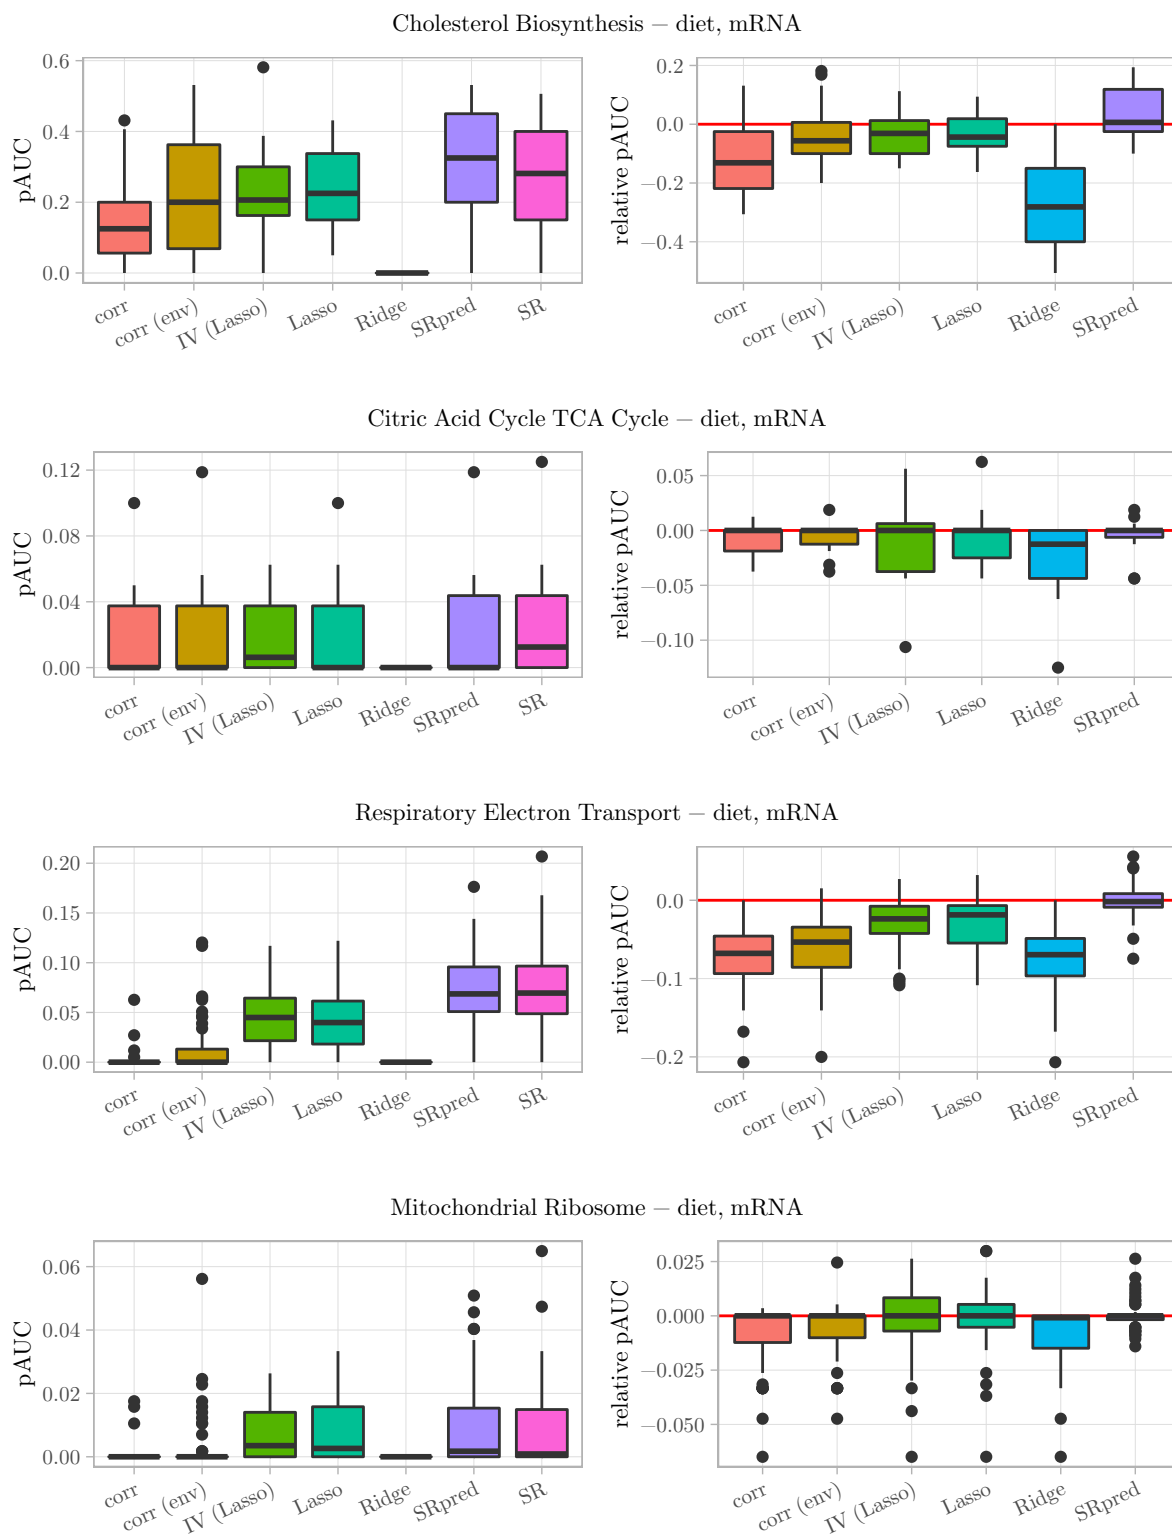 Cholesterol Biosynthesis – diet, mRNA
pAUC
0.6
0.4
0.2
0.0
corr
corr (env)
IV (Lasso)
Lasso
Ridge
SRpred
SR
relative pAUC
0.2
0.0
−0.2
−0.4
corr
corr (env)
IV (Lasso)
Lasso
Ridge
SRpred
Citric Acid Cycle TCA Cycle – diet, mRNA
pAUC
0.12
0.08
0.04
0.00
corr
corr (env)
IV (Lasso)
Lasso
Ridge
SRpred
SR
relative pAUC
0.05
0.00
−0.05
−0.10
corr
corr (env)
IV (Lasso)
Lasso
Ridge
SRpred
Respiratory Electron Transport – diet, mRNA
pAUC
0.20
0.15
0.10
0.05
0.00
corr
corr (env)
IV (Lasso)
Lasso
Ridge
SRpred
SR
relative pAUC
0.0
−0.1
−0.2
corr
corr (env)
IV (Lasso)
Lasso
Ridge
SRpred
Mitochondrial Ribosome – diet, mRNA
pAUC
0.06
0.04
0.02
0.00
corr
corr (env)
IV (Lasso)
Lasso
Ridge
SRpred
SR
relative pAUC
0.025
0.000
−0.025
−0.050
corr
corr (env)
IV (Lasso)
Lasso
Ridge
SRpred